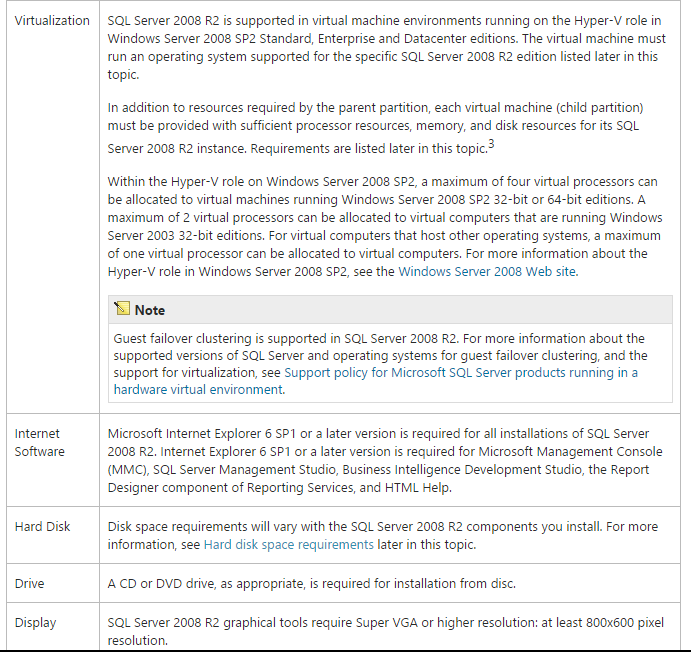 Virtualization
SQL Server 2008 R2 is supported in virtual machine environments running on the Hyper-V role in
Windows Server 2008 SP2 Standard, Enterprise and Datacenter editions. The virtual machine must
run an operating system supported for the specific SQL Server 2008 R2 edition listed later in this
topic.
In addition to resources required by the parent partition, each virtual machine (child partition)
must be provided with sufficient processor resources, memory, and disk resources for its SQL
Server 2008 R2 instance. Requirements are listed later in this topic.3
Within the Hyper-V role on Windows Server 2008 SP2, a maximum of four virtual processors can
be allocated to virtual machines running Windows Server 2008 SP2 32-bit or 64-bit editions. A
maximum of 2 virtual processors can be allocated to virtual computers that are running Windows
Server 2003 32-bit editions. For virtual computers that host other operating systems, a maximum
of one virtual processor can be allocated to virtual computers. For more information about the
Hyper-V role in Windows Server 2008 SP2, see the Windows Server 2008 Web site.
Note
Guest failover clustering is supported in SQL Server 2008 R2. For more information about the
supported versions of SQL Server and operating systems for guest failover clustering, and the
support for virtualization, see Support policy for Microsoft SQL Server products running in a
hardware virtual environment.
Internet
Software
Microsoft Internet Explorer 6 SP1 or a later version is required for all installations of SQL Server
2008 R2. Internet Explorer 6 SP1 or a later version is required for Microsoft Management Console
(MMC), SQL Server Management Studio, Business Intelligence Development Studio, the Report
Designer component of Reporting Services, and HTML Help.
Hard Disk
Disk space requirements will vary with the SQL Server 2008 R2 components you install. For more
information, see Hard disk space requirements later in this topic.
Drive
A CD or DVD drive, as appropriate, is required for installation from disc.
Display
SQL Server 2008 R2 graphical tools require Super VGA or higher resolution: at least 800x600 pixel
resolution.